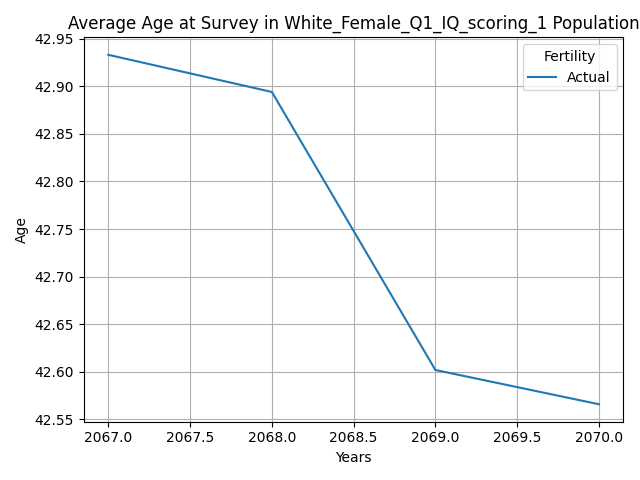 Average Age at Survey in White_Female_Q1_IQ_scoring_1 Population
42.95
42.90
42.85
42.80
42.75
42.70
42.65
42.60
42.55
Age
Fertility
Actual
2067.0 2067.5 2068.0 2068.5 2069.0 2069.5 2070.0
Years